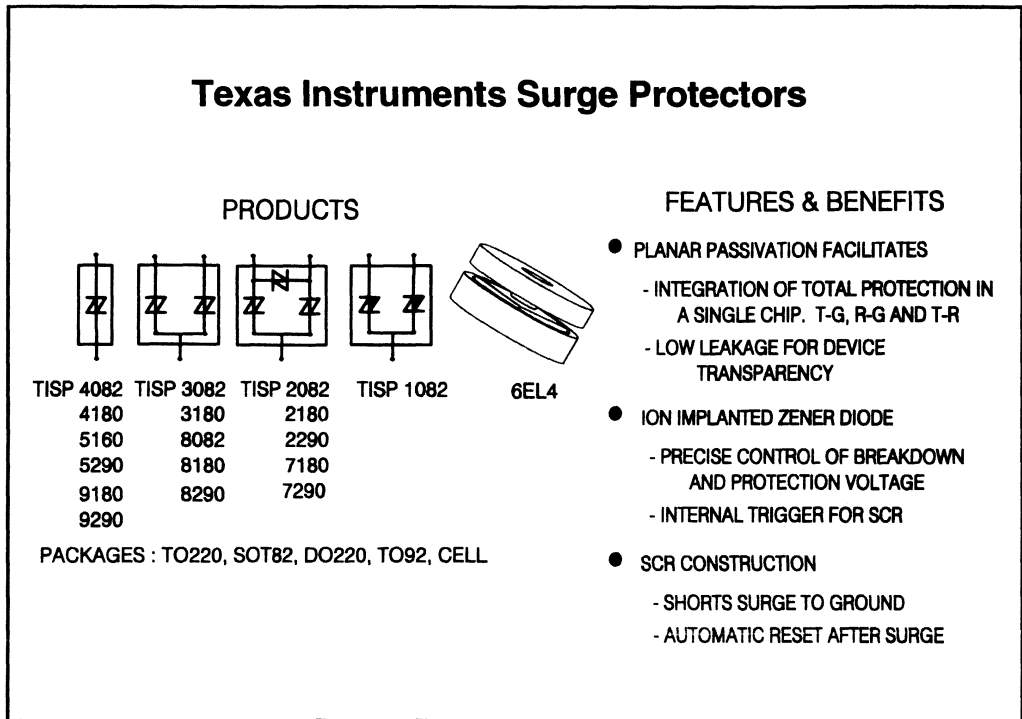 Texas Instruments Surge Protectors
PRODUCTS
TISP 4082 TISP 3082 TISP 2082 TISP 1082 6EL4
4180 3180 2180
5160 8082 2290
5290 8180 7180
9180 8290 7290
9290
PACKAGES : TO220, SOT82, DO220, TO92, CELL
FEATURES & BENEFITS
● PLANAR PASSIVATION FACILITATES
- INTEGRATION OF TOTAL PROTECTION IN
A SINGLE CHIP. T-G, R-G AND T-R
- LOW LEAKAGE FOR DEVICE
TRANSPARENCY
● ION IMPLANTED ZENER DIODE
- PRECISE CONTROL OF BREAKDOWN
AND PROTECTION VOLTAGE
- INTERNAL TRIGGER FOR SCR
● SCR CONSTRUCTION
- SHORTS SURGE TO GROUND
- AUTOMATIC RESET AFTER SURGE